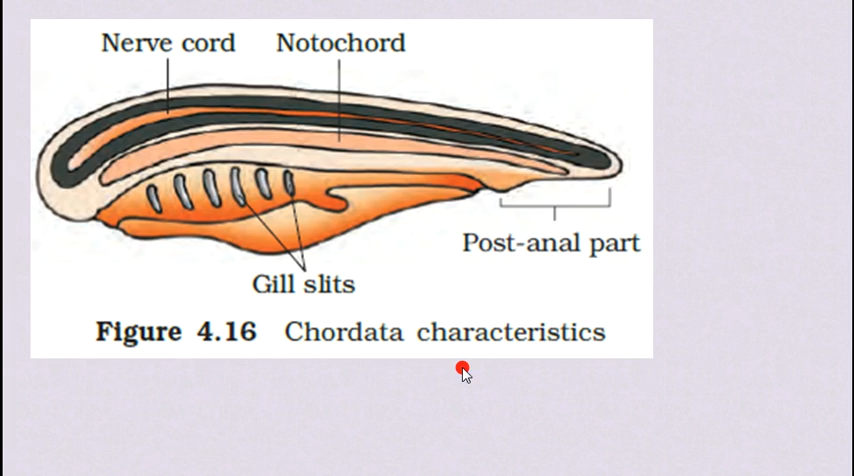 Nerve cord
Notochord
Post-anal part
Gill slits
Figure 4.16 Chordata characteristics